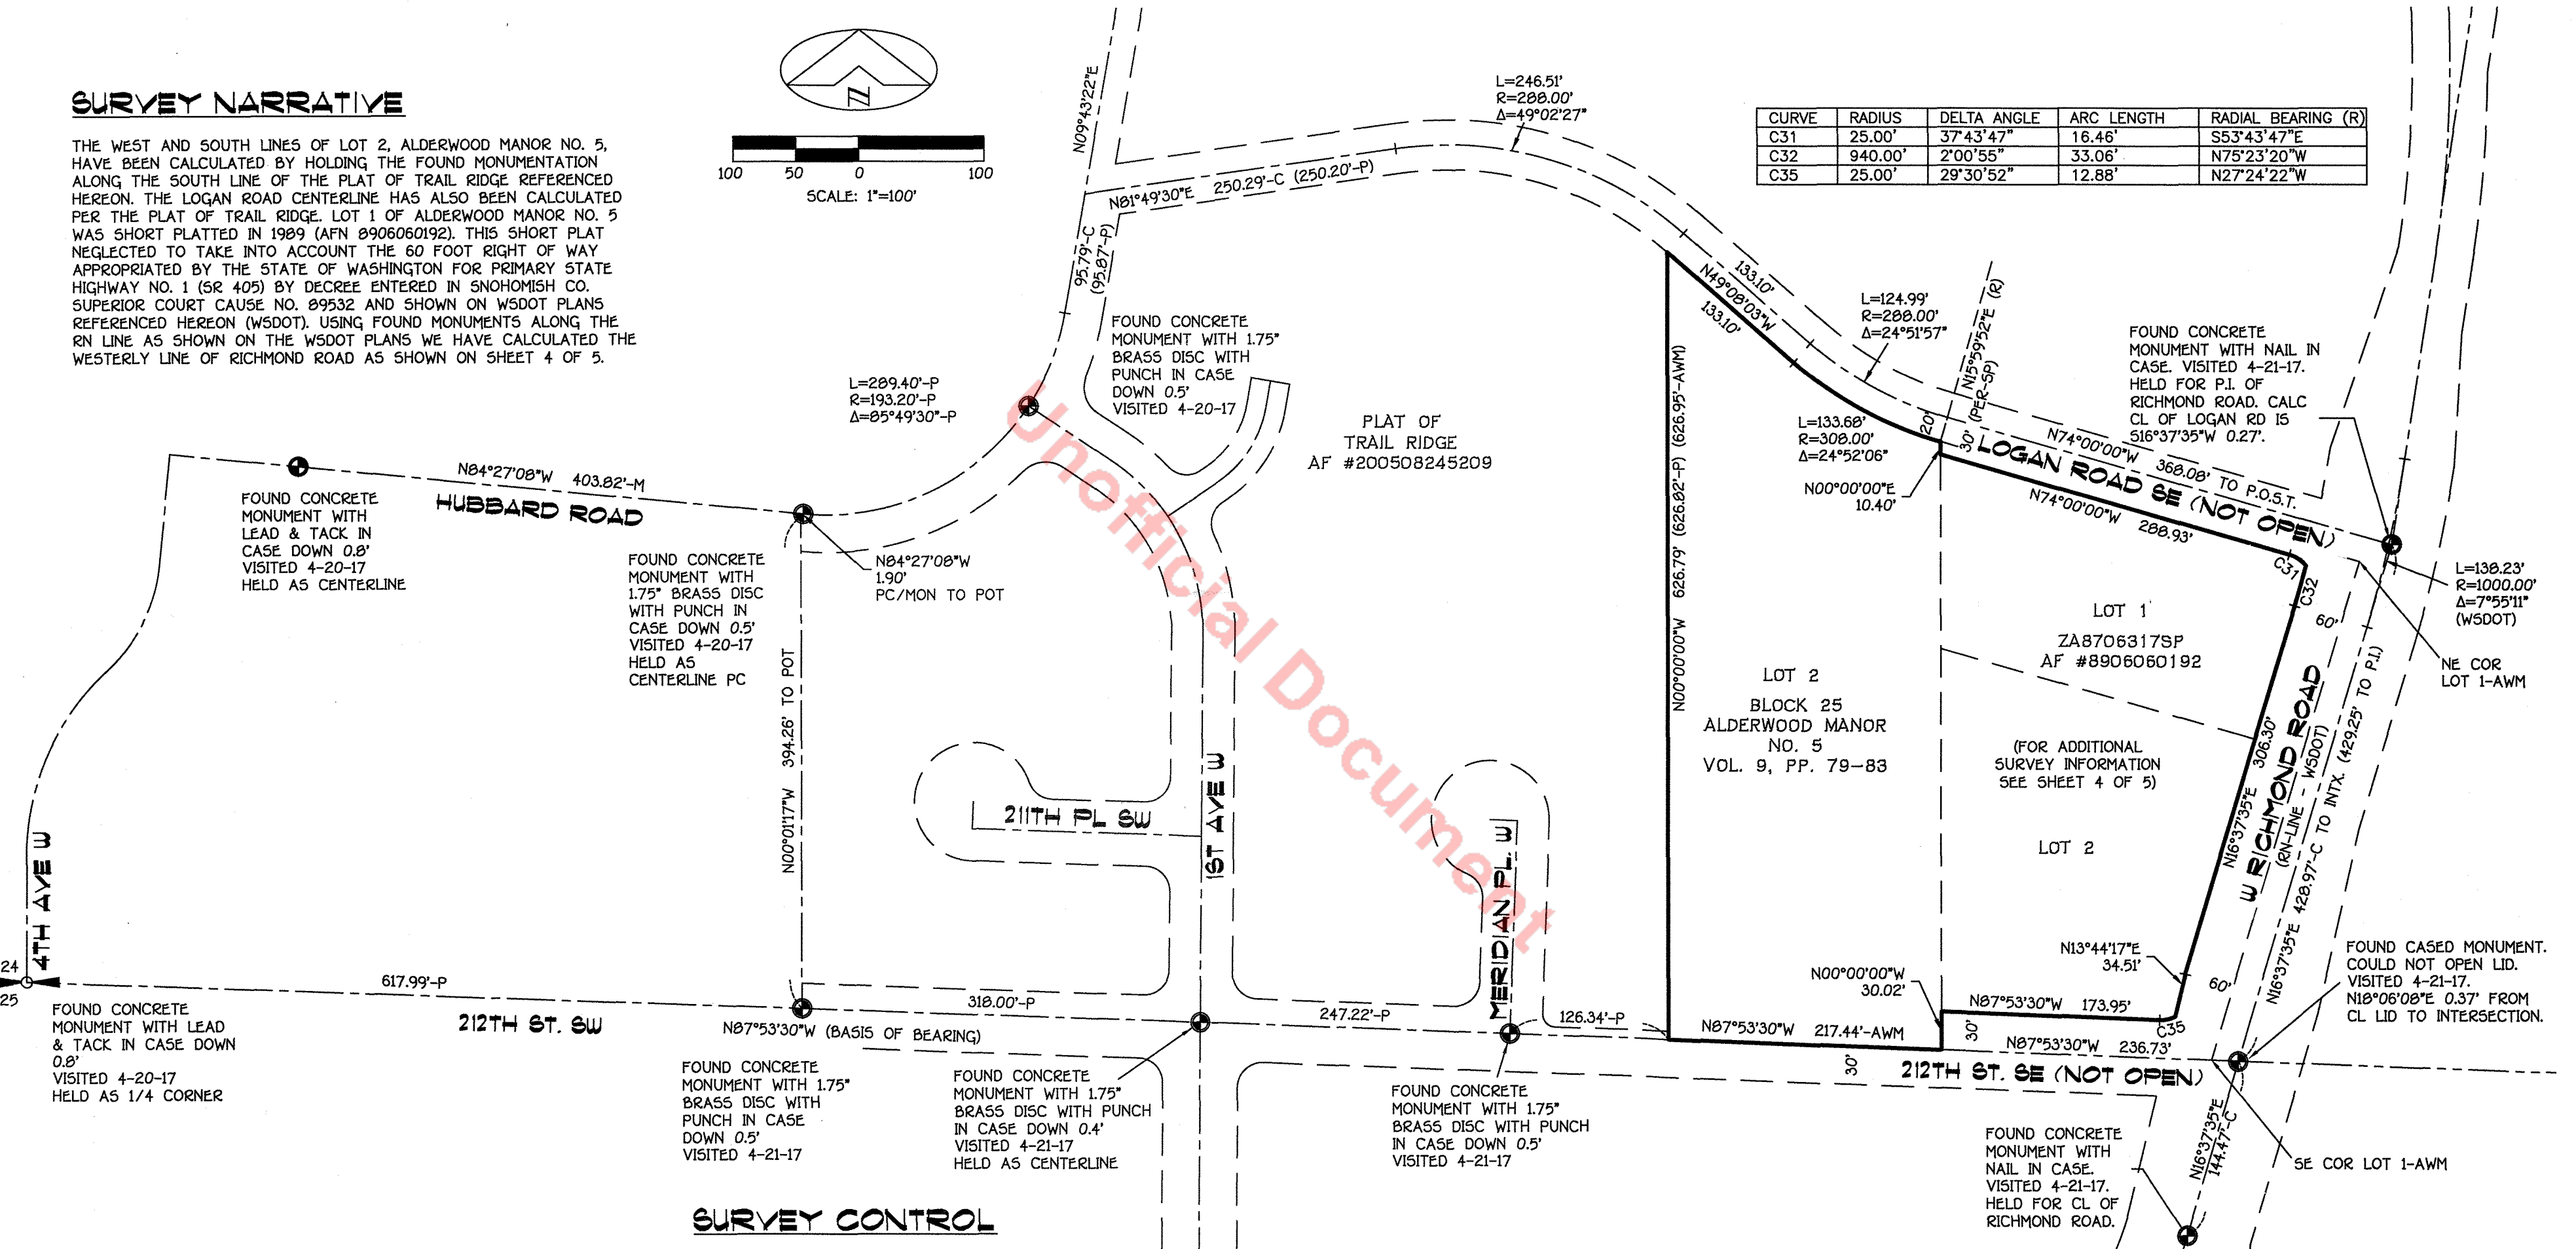 SURVEY NARRATIVE
THE WEST AND SOUTH LINES OF LOT 2, ALDERWOOD MANOR NO. 5,
HAVE BEEN CALCULATED BY HOLDING THE FOUND MONUMENTATION
ALONG THE SOUTH LINE OF THE PLAT OF TRAIL RIDGE REFERENCED
HEREON. THE LOGAN ROAD CENTERLINE HAS ALSO BEEN CALCULATED
PER THE PLAT OF TRAIL RIDGE. LOT 1 OF ALDERWOOD MANOR NO. 5
WAS SHORT PLATTED IN 1989 (AFN 8906060192). THIS SHORT PLAT
NEGLECTED TO TAKE INTO ACCOUNT THE 60 FOOT RIGHT OF WAY
APPROPRIATED BY THE STATE OF WASHINGTON FOR PRIMARY STATE
HIGHWAY NO. 1 (SR 405) BY DECREE ENTERED IN SNOHOMISH CO.
SUPERIOR COURT CAUSE NO. 89532 AND SHOWN ON WSDOT PLANS
REFERENCED HEREON (WSDOT). USING FOUND MONUMENTS ALONG THE
RN LINE AS SHOWN ON THE WSDOT PLANS WE HAVE CALCULATED THE
WESTERLY LINE OF RICHMOND ROAD AS SHOWN ON SHEET 4 OF 5.
N
100 50 0 100
SCALE: 1"=100'
N09°43'22"E
L=246.51'
R=288.00'
Δ=49°02'27"
CURVE RADIUS DELTA ANGLE ARC LENGTH RADIAL BEARING (R)
C31 25.00' 37°43'47" 16.46' S53°43'47"E
C32 940.00' 2°00'55" 33.06' N75°23'20"W
C35 25.00' 29°30'52" 12.88' N27°24'22"W
N81°49'30"E 250.29'-C (250.20'-P)
95.79'-C
(95.87'-P)
133.10'
N49°08'03"W
133.10'
L=124.99'
R=288.00'
Δ=24°51'57"
N15°59'52"E (R)
(PER-SP)
20'
30'
FOUND CONCRETE
MONUMENT WITH NAIL IN
CASE. VISITED 4-21-17.
HELD FOR P.I. OF
RICHMOND ROAD. CALC
CL OF LOGAN RD IS
S16°37'35"W 0.27'.
FOUND CONCRETE
MONUMENT WITH 1.75"
BRASS DISC WITH
PUNCH IN CASE
DOWN 0.5'
VISITED 4-20-17
L=289.40'-P
R=193.20'-P
Δ=85°49'30"-P
PLAT OF
TRAIL RIDGE
AF #200508245209
L=133.68'
R=308.00'
Δ=24°52'06"
N00°00'00"E
10.40'
N74°00'00"W 368.08' TO P.O.S.T.
LOGAN ROAD SE (NOT OPEN)
N74°00'00"W 288.93'
C31
C32
L=138.23'
R=1000.00'
Δ=7°55'11"
(WSDOT)
60'
NE COR
LOT 1-AWM
N84°27'08"W 403.82'-M
HUBBARD ROAD
FOUND CONCRETE
MONUMENT WITH
LEAD & TACK IN
CASE DOWN 0.8'
VISITED 4-20-17
HELD AS CENTERLINE
FOUND CONCRETE
MONUMENT WITH
1.75" BRASS DISC
WITH PUNCH IN
CASE DOWN 0.5'
VISITED 4-20-17
HELD AS
CENTERLINE PC
N84°27'08"W
1.90'
PC/MON TO POT
N00°01'17"W 394.26' TO POT
N00°00'00"W 626.79' (626.82'-P) (626.95'-AWM)
LOT 1
ZA8706317SP
AF #8906060192
LOT 2
BLOCK 25
ALDERWOOD MANOR
NO. 5
VOL. 9, PP. 79-83
(FOR ADDITIONAL
SURVEY INFORMATION
SEE SHEET 4 OF 5)
LOT 2
N16°37'35"E 306.30'
W RICHMOND ROAD
(RN-LINE - WSDOT)
N16°37'35"E 428.97'-C TO INTX. (429.25' TO P.I.)
211TH PL SW
1ST AVE W
MERIDIAN PL. W
4TH AVE W
24
25
617.99'-P
212TH ST. SW
318.00'-P
N87°53'30"W (BASIS OF BEARING)
247.22'-P
126.34'-P
N87°53'30"W 217.44'-AWM
30'
N00°00'00"W
30.02'
N13°44'17"E
34.51'
N87°53'30"W 173.95'
30'
C35
60'
N87°53'30"W 236.73'
212TH ST. SE (NOT OPEN)
FOUND CASED MONUMENT.
COULD NOT OPEN LID.
VISITED 4-21-17.
N18°06'08"E 0.37' FROM
CL LID TO INTERSECTION.
FOUND CONCRETE
MONUMENT WITH LEAD
& TACK IN CASE DOWN
0.8'
VISITED 4-20-17
HELD AS 1/4 CORNER
FOUND CONCRETE
MONUMENT WITH 1.75"
BRASS DISC WITH
PUNCH IN CASE
DOWN 0.5'
VISITED 4-21-17
FOUND CONCRETE
MONUMENT WITH 1.75"
BRASS DISC WITH PUNCH
IN CASE DOWN 0.4'
VISITED 4-21-17
HELD AS CENTERLINE
FOUND CONCRETE
MONUMENT WITH 1.75"
BRASS DISC WITH PUNCH
IN CASE DOWN 0.5'
VISITED 4-21-17
FOUND CONCRETE
MONUMENT WITH
NAIL IN CASE.
VISITED 4-21-17.
HELD FOR CL OF
RICHMOND ROAD.
N16°37'35"E
144.47'-C
SE COR LOT 1-AWM
SURVEY CONTROL
Unofficial Document